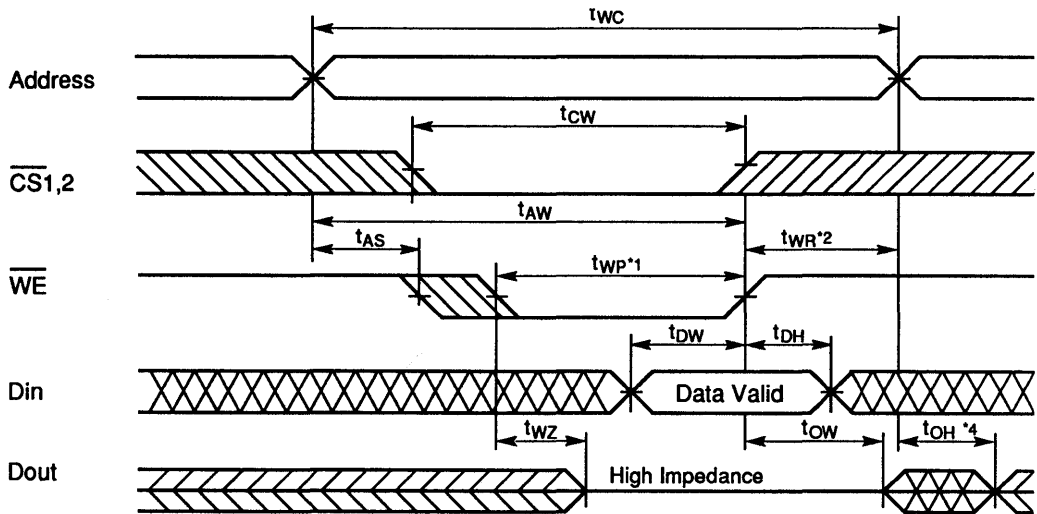 tWC
Address
tCW
CS1,2
tAW
tAS
tWR*2
WE
tWP*1
tDW
tDH
Din
Data Valid
tWZ
tOW
tOH *4
Dout
High Impedance